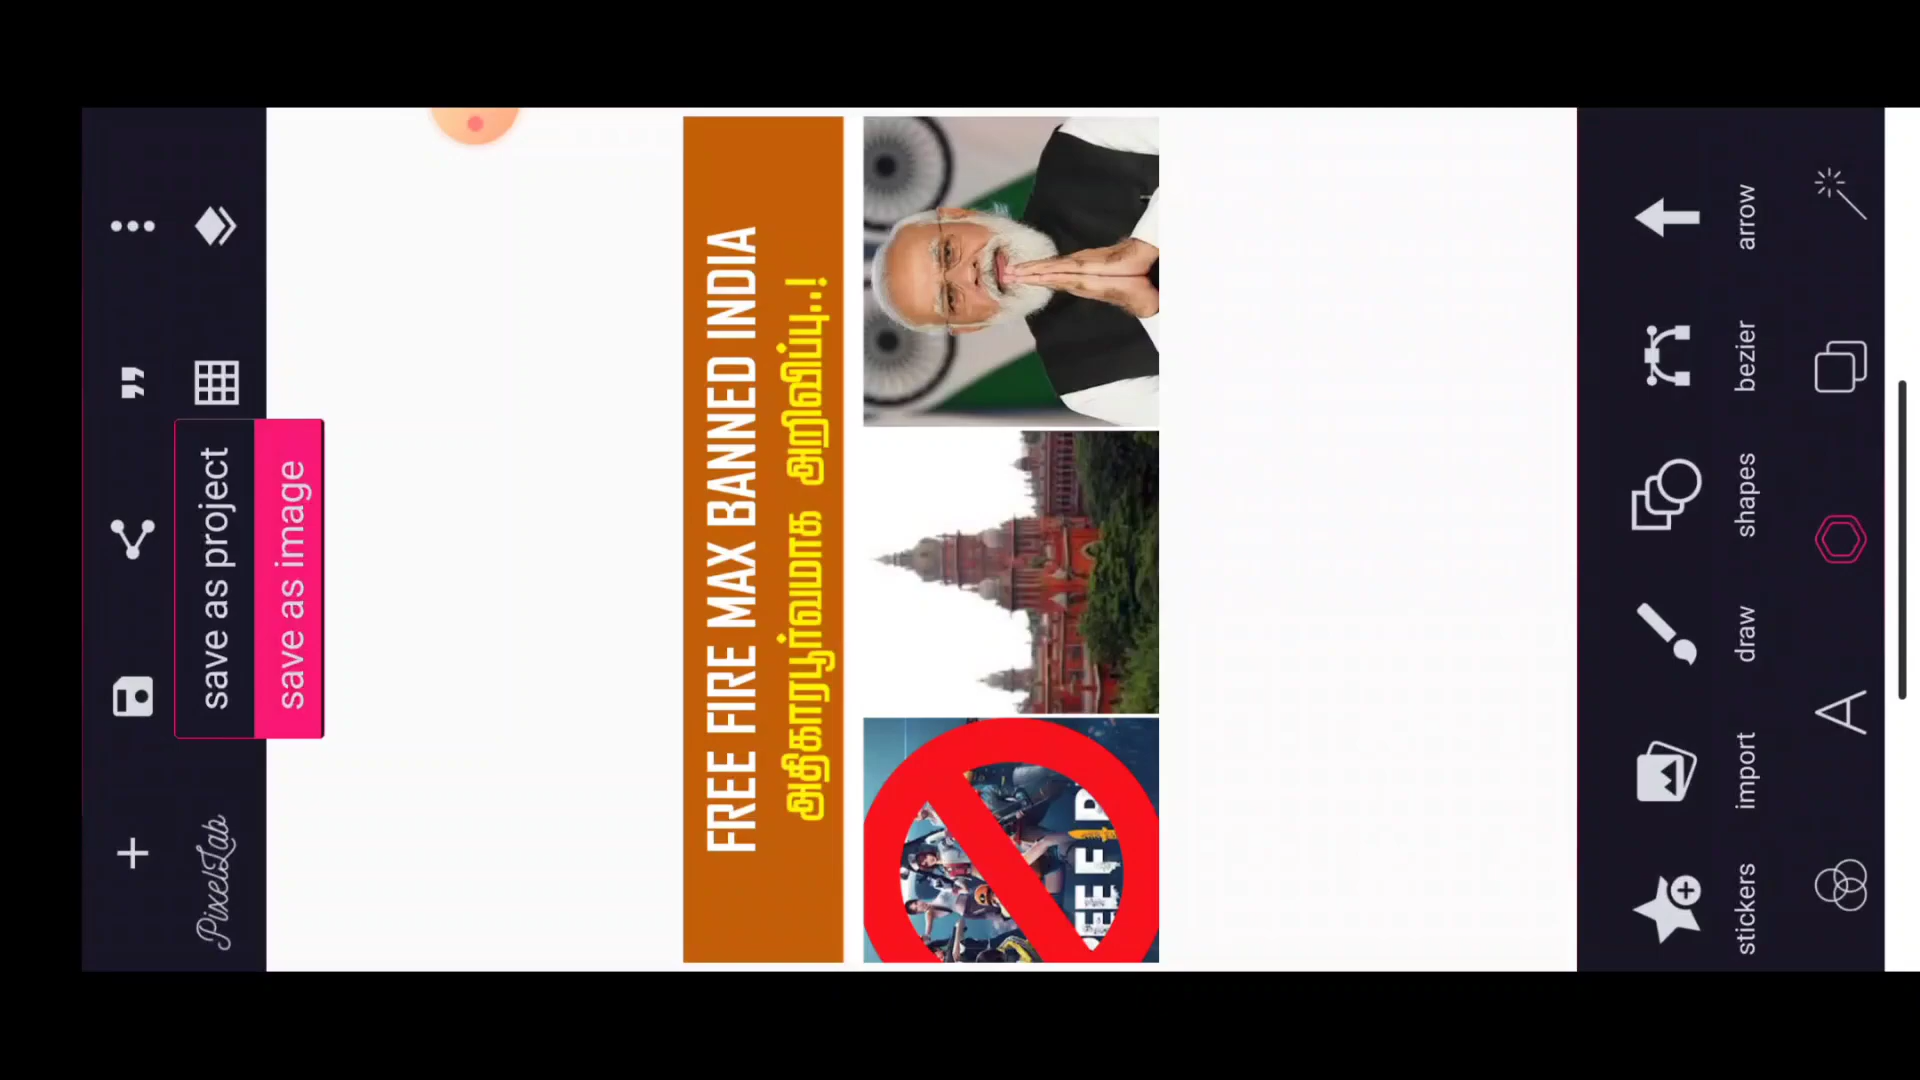 PixelLab
save as project
save as image
FREE FIRE MAX BANNED INDIA
அதிகாரபூர்வமாக அறிவிப்பு..!
stickers
import
draw
shapes
bezier
arrow